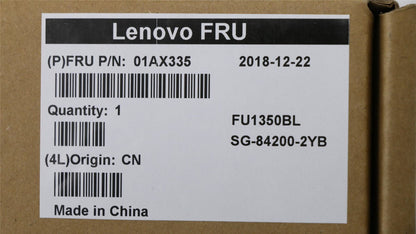 Lenovo FRU
(P)FRU P/N: 01AX335 2018-12-22
Quantity: 1
FU1350BL
SG-84200-2YB
(4L)Origin: CN
Made in China